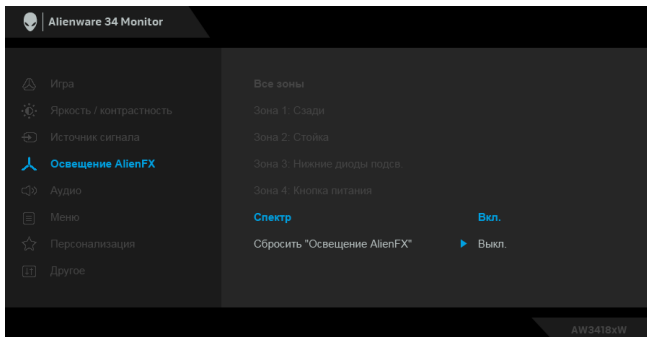 Alienware 34 Monitor
Игра
Все зоны
Яркость / контрастность
Зона 1: Сзади
Источник сигнала
Зона 2: Стойка
Освещение AlienFX
Зона 3: Нижние диоды подсв.
Аудио
Зона 4: Кнопка питания
Меню
Спектр
Вкл.
Персонализация
Сбросить "Освещение AlienFX"
Выкл.
Другое
AW3418xW